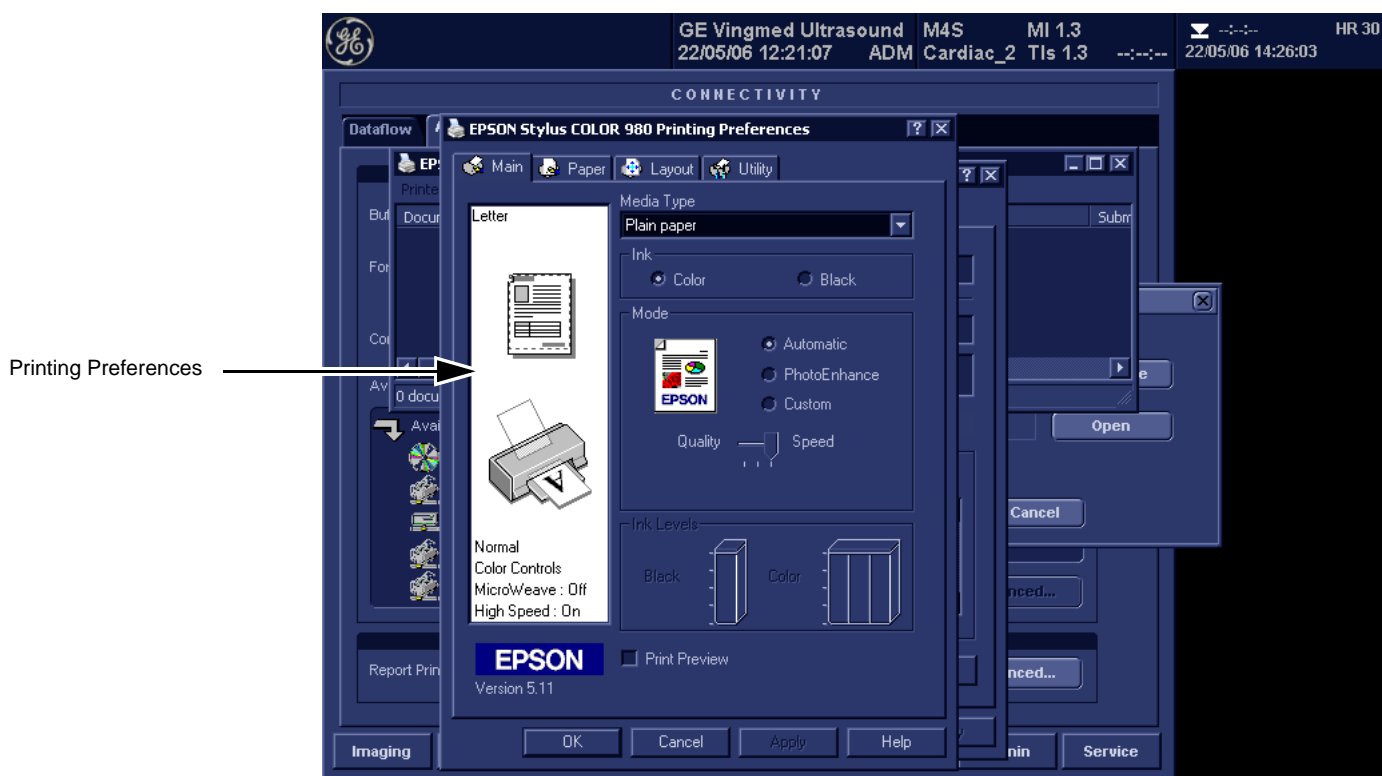 GE Vingmed Ultrasound M4S MI 1.3 --:--:-- HR 30
22/05/06 12:21:07 ADM Cardiac_2 TIs 1.3 --:--:-- 22/05/06 14:26:03
CONNECTIVITY
Dataflow
EPSON Stylus COLOR 980 Printing Preferences
Main Paper Layout Utility
Letter
Media Type
Plain paper
Subm
Ink
Color Black
Mode
Automatic
PhotoEnhance
Custom
EPSON
Quality Speed
Printing Preferences
0 docu
Open
Cancel
Ink Levels
Black Color
Normal
Color Controls
MicroWeave : Off
High Speed : On
EPSON
Version 5.11
Print Preview
Report Prin
OK Cancel Apply Help
Imaging Service